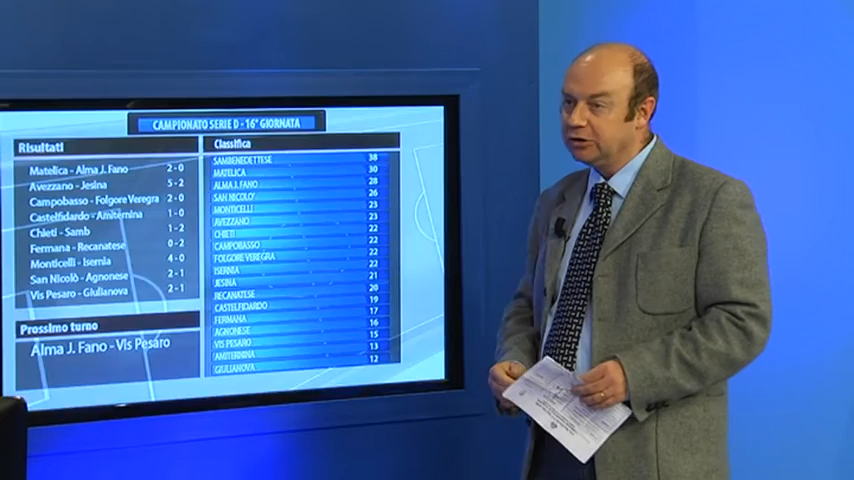 CAMPIONATO SERIE D - 16° GIORNATA
Risultati
Matelica - Alma J. Fano 2-0
Avezzano - Jesina 5-2
Campobasso - Folgore Veregra 2-0
Castelfidardo - Amiternina 1-0
Chieti - Samb 1-2
Fermana - Recanatese 0-2
Monticelli - Isernia 4-0
San Nicolò - Agnonese 2-1
Vis Pesaro - Giulianova 2-1
Prossimo turno
Alma J. Fano - Vis Pesaro
Classifica
SAMBENEDETTESE 38
MATELICA 30
ALMA J. FANO 28
SAN NICOLO' 26
MONTICELLI 23
AVEZZANO 23
CHIETI 22
CAMPOBASSO 22
FOLGORE VEREGRA 22
ISERNIA 22
JESINA 21
RECANATESE 20
CASTELFIDARDO 19
FERMANA 17
AGNONESE 16
VIS PESARO 15
AMITERNINA 13
GIULIANOVA 12